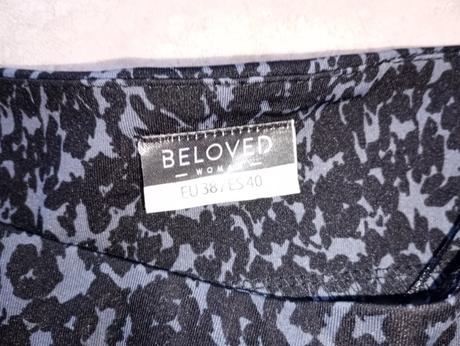 BELOVED
— WOMAN —
EU 38 / ES 40